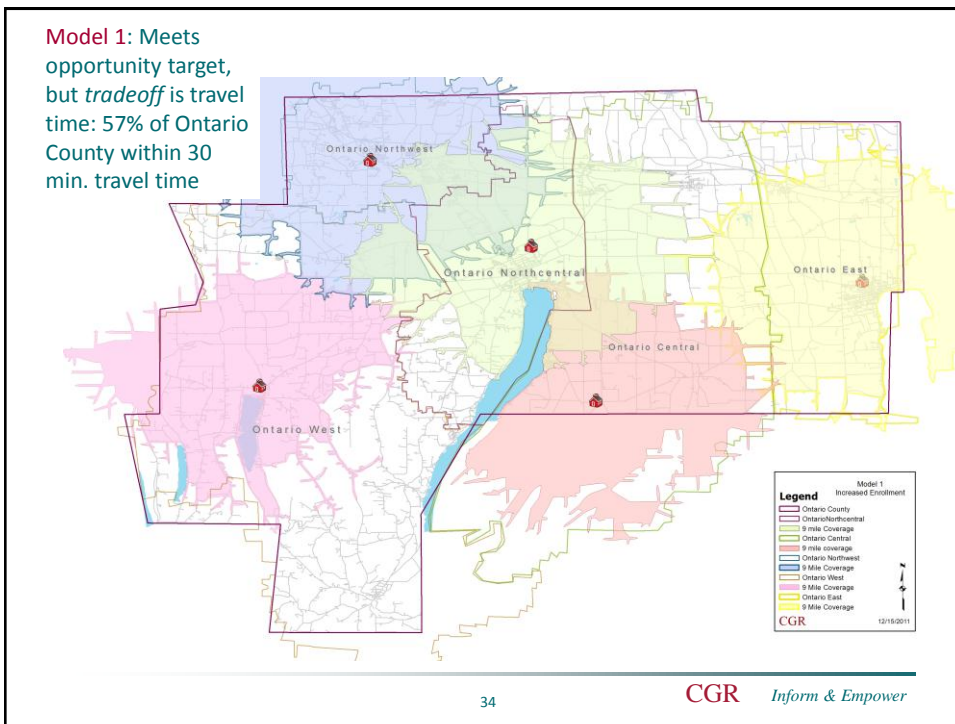 Model 1: Meets
opportunity target,
but tradeoff is travel
time: 57% of Ontario
County within 30
min. travel time
Ontario Northwest
Ontario Northcentral
Ontario East
Ontario Central
Ontario West
Model 1
Increased Enrollment
Legend
Ontario County
OntarioNorthcentral
9 mile Coverage
Ontario Central
9 mile coverage
Ontario Northwest
9 Mile Coverage
Ontario West
9 Mile Coverage
Ontario East
9 Mile Coverage
N
CGR
12/15/2011
34
CGR
Inform & Empower